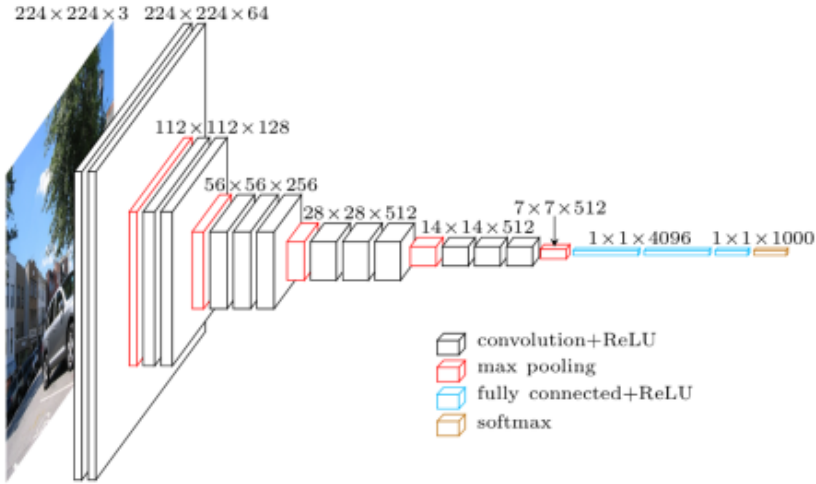 224×224×3
224×224×64
112×112×128
56×56×256
28×28×512
14×14×512
7×7×512
1×1×4096
1×1×1000
convolution+ReLU
max pooling
fully connected+ReLU
softmax